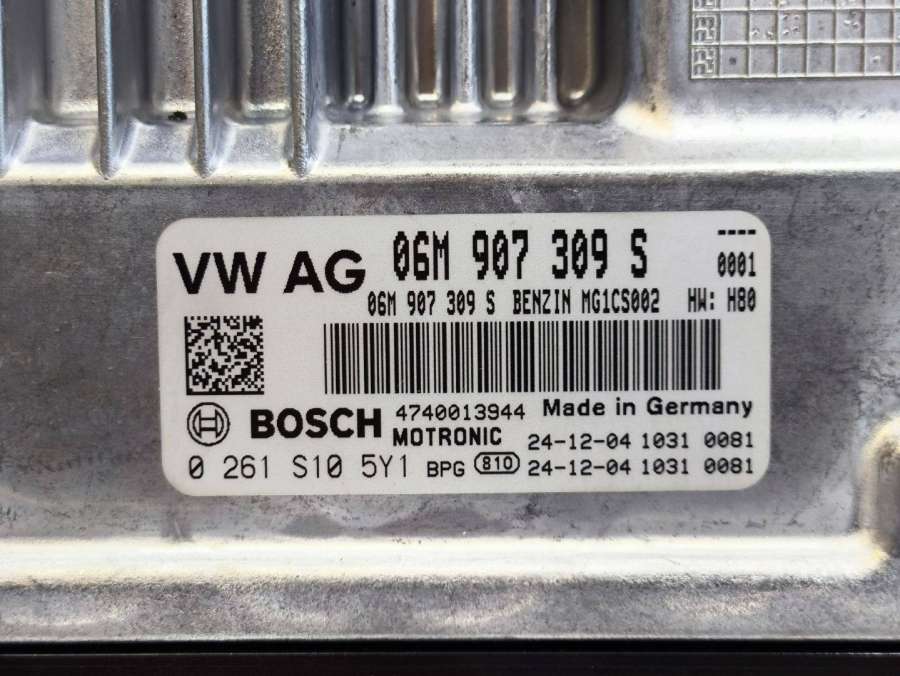 VW AG 06M 907 309 S ----
0001
06M 907 309 S BENZIN MG1CS002 HW: H80
BOSCH 4740013944 Made in Germany
MOTRONIC 24-12-04 1031 0081
0 261 S10 5Y1 BPG 810 24-12-04 1031 0081